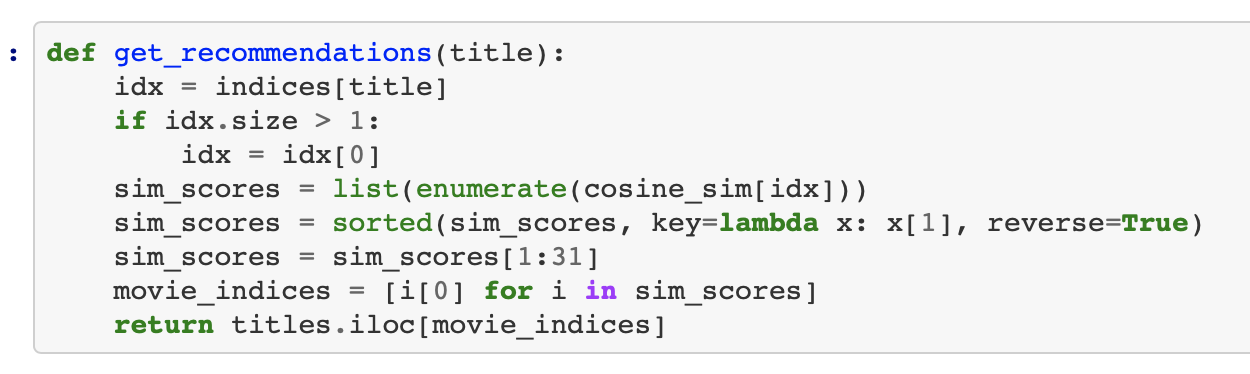 : def get_recommendations(title):
    idx = indices[title]
    if idx.size > 1:
        idx = idx[0]
    sim_scores = list(enumerate(cosine_sim[idx]))
    sim_scores = sorted(sim_scores, key=lambda x: x[1], reverse=True)
    sim_scores = sim_scores[1:31]
    movie_indices = [i[0] for i in sim_scores]
    return titles.iloc[movie_indices]